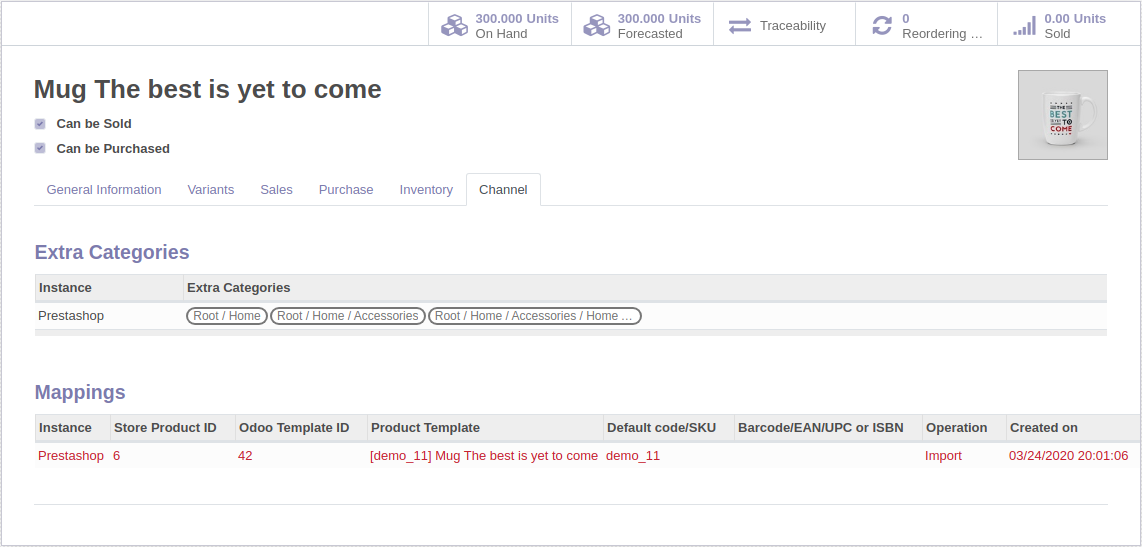 300.000 Units
On Hand
300.000 Units
Forecasted
Traceability
0
Reordering ...
0.00 Units
Sold
Mug The best is yet to come
THE
BEST
IS YET TO
COME
Can be Sold
Can be Purchased
General Information Variants Sales Purchase Inventory Channel
Extra Categories
Instance Extra Categories
Prestashop Root / Home Root / Home / Accessories Root / Home / Accessories / Home ...
Mappings
Instance Store Product ID Odoo Template ID Product Template Default code/SKU Barcode/EAN/UPC or ISBN Operation Created on
Prestashop 6 42 [demo_11] Mug The best is yet to come demo_11 Import 03/24/2020 20:01:06